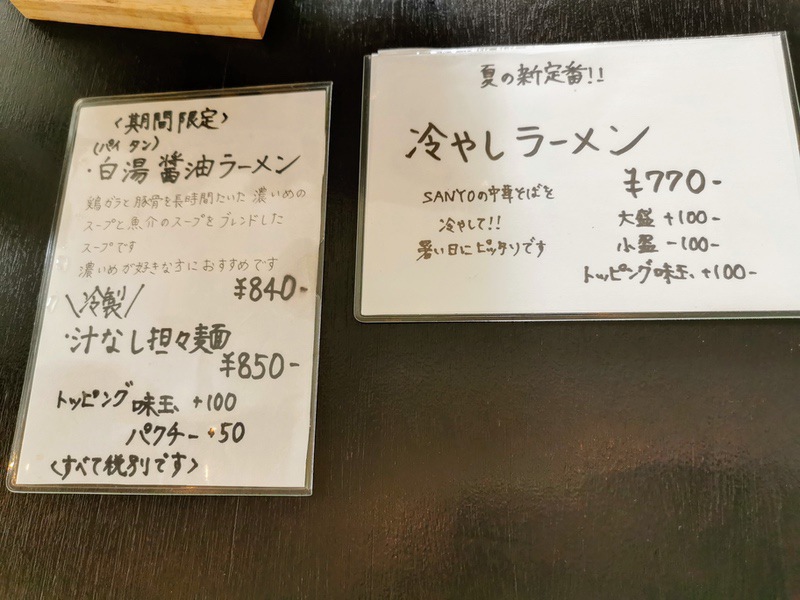 〈期間限定〉
(パイタン)
・白湯 醤油ラーメン
鶏ガラと豚骨を長時間たいた 濃いめの
スープと魚介のスープをブレンドした
スープです
濃いめが好きな方におすすめです
¥840-
\冷製/
・汁なし担々麺
¥850-
トッピング 味玉 +100
パクチー +50
〈すべて税別です〉
夏の新定番!!
冷やしラーメン
¥770-
SANYOの中華そばを
冷やして!!
暑い日にピッタリです
大盛 +100-
小盛 -100-
トッピング味玉 +100-